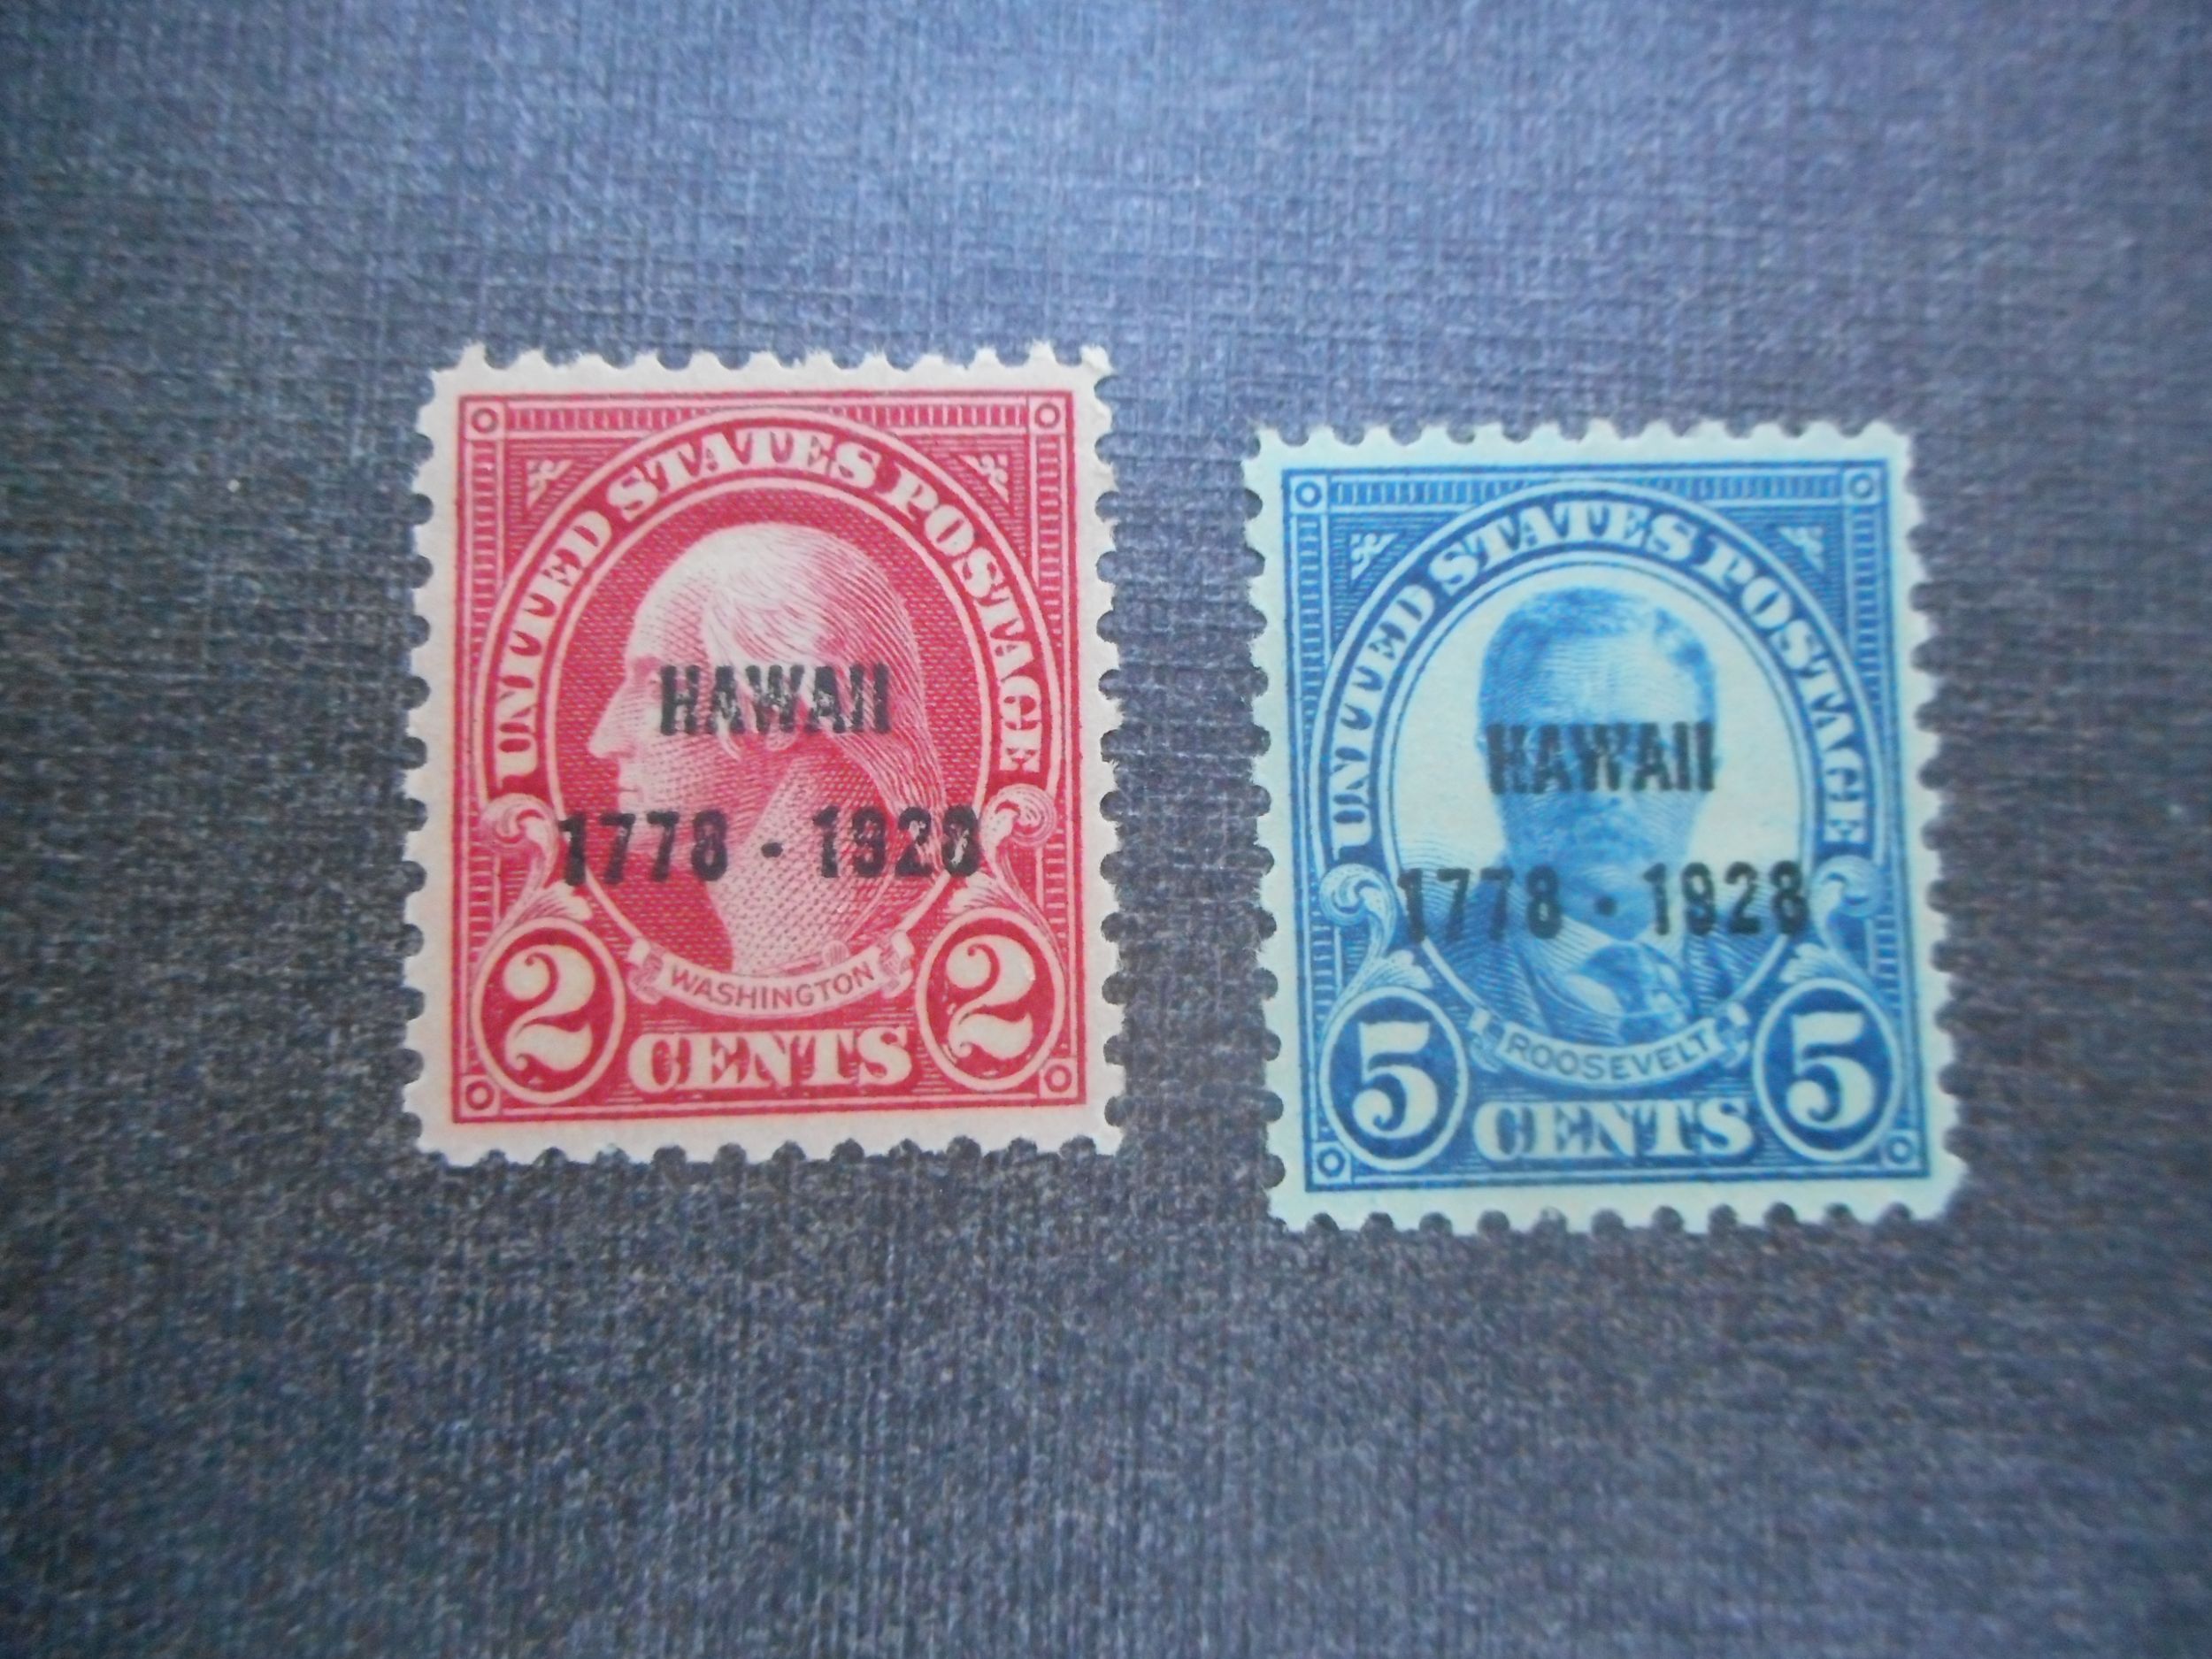 UNITED STATES POSTAGE
HAWAII
1778 - 1928
WASHINGTON
2 CENTS 2
UNITED STATES POSTAGE
HAWAII
1778 - 1928
ROOSEVELT
5 CENTS 5